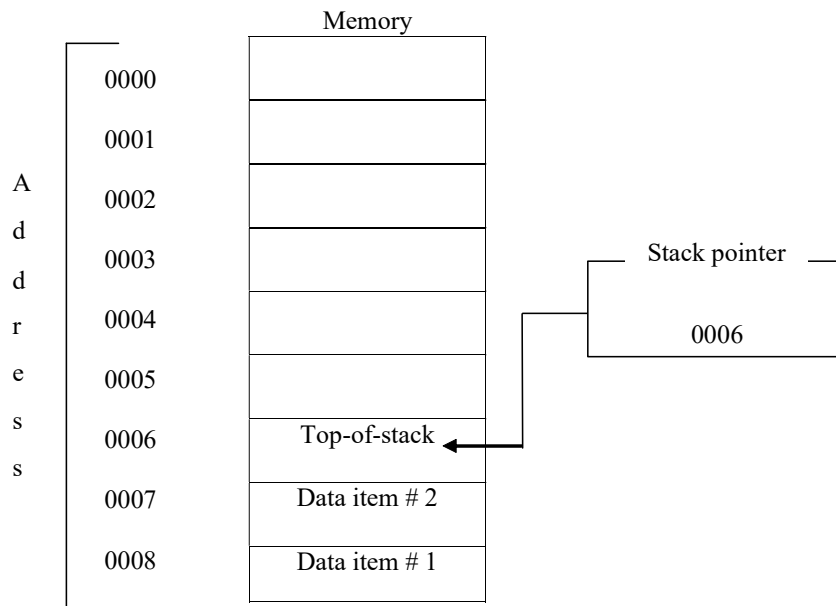 Memory
0000
0001
A
0002
d
0003
Stack pointer
d
0004
r
0006
e
0005
s
0006
Top-of-stack
s
0007
Data item # 2
0008
Data item # 1